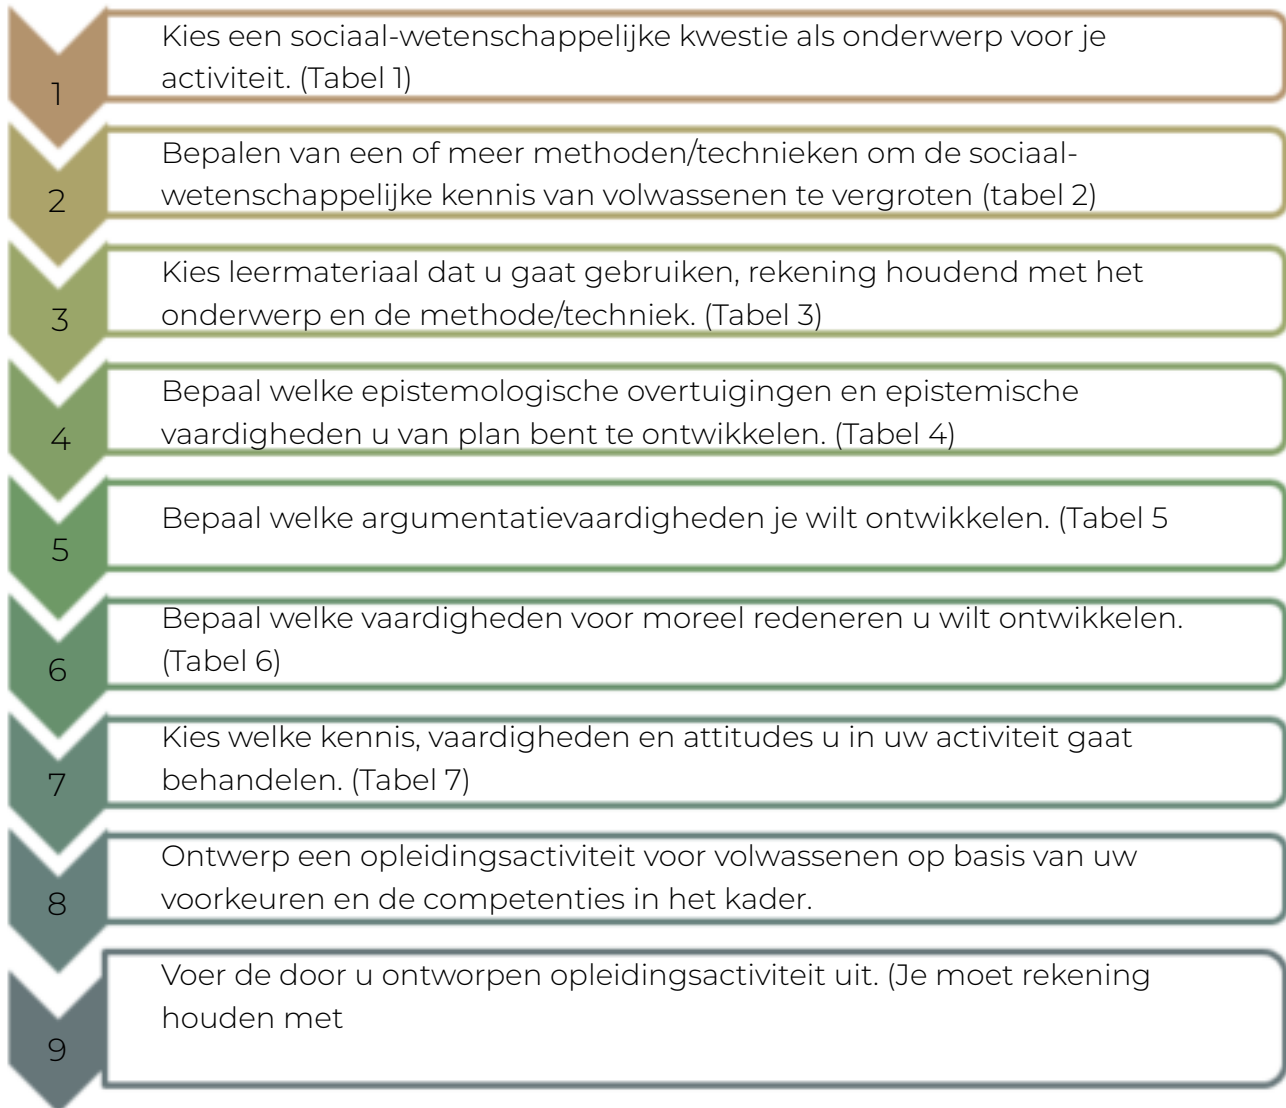 1
Kies een sociaal-wetenschappelijke kwestie als onderwerp voor je
activiteit. (Tabel 1)
2
Bepalen van een of meer methoden/technieken om de sociaal-
wetenschappelijke kennis van volwassenen te vergroten (tabel 2)
3
Kies leermateriaal dat u gaat gebruiken, rekening houdend met het
onderwerp en de methode/techniek. (Tabel 3)
4
Bepaal welke epistemologische overtuigingen en epistemische
vaardigheden u van plan bent te ontwikkelen. (Tabel 4)
5
Bepaal welke argumentatievaardigheden je wilt ontwikkelen. (Tabel 5
6
Bepaal welke vaardigheden voor moreel redeneren u wilt ontwikkelen.
(Tabel 6)
7
Kies welke kennis, vaardigheden en attitudes u in uw activiteit gaat
behandelen. (Tabel 7)
8
Ontwerp een opleidingsactiviteit voor volwassenen op basis van uw
voorkeuren en de competenties in het kader.
9
Voer de door u ontworpen opleidingsactiviteit uit. (Je moet rekening
houden met